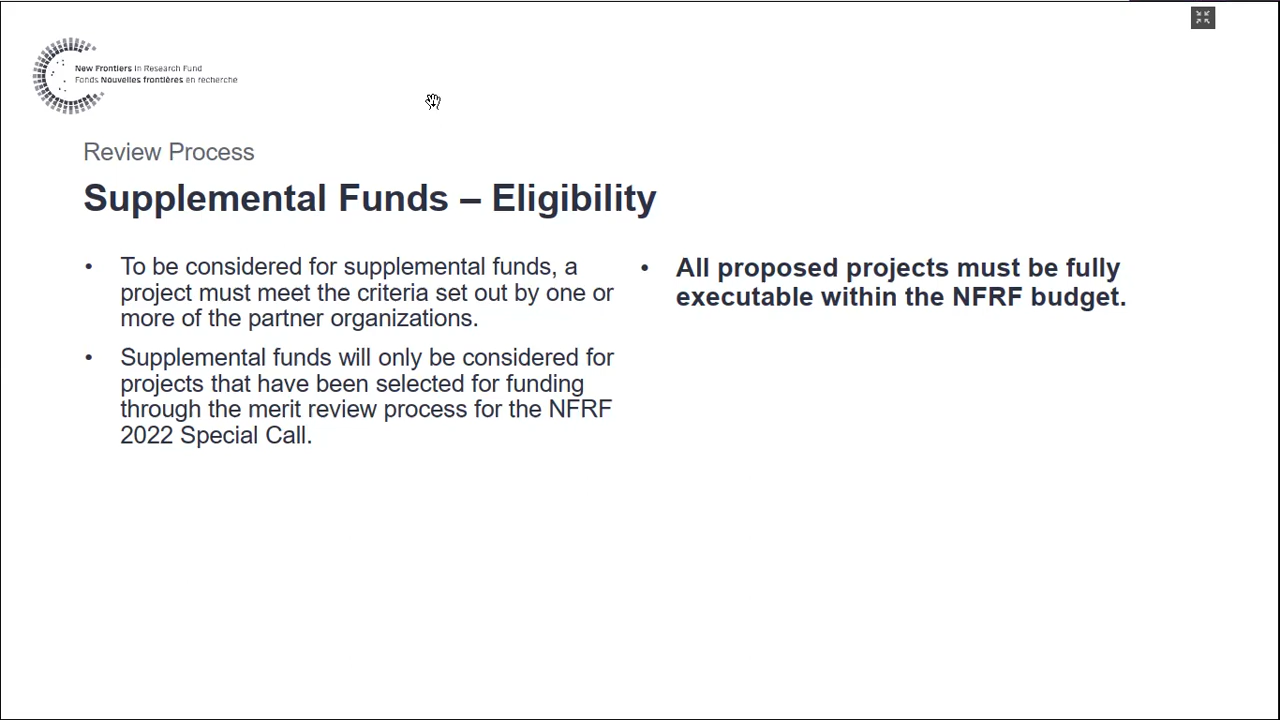 New Frontiers in Research Fund
Fonds Nouvelles frontières en recherche
Review Process
Supplemental Funds – Eligibility
• To be considered for supplemental funds, a
project must meet the criteria set out by one or
more of the partner organizations.
• Supplemental funds will only be considered for
projects that have been selected for funding
through the merit review process for the NFRF
2022 Special Call.
• All proposed projects must be fully
executable within the NFRF budget.